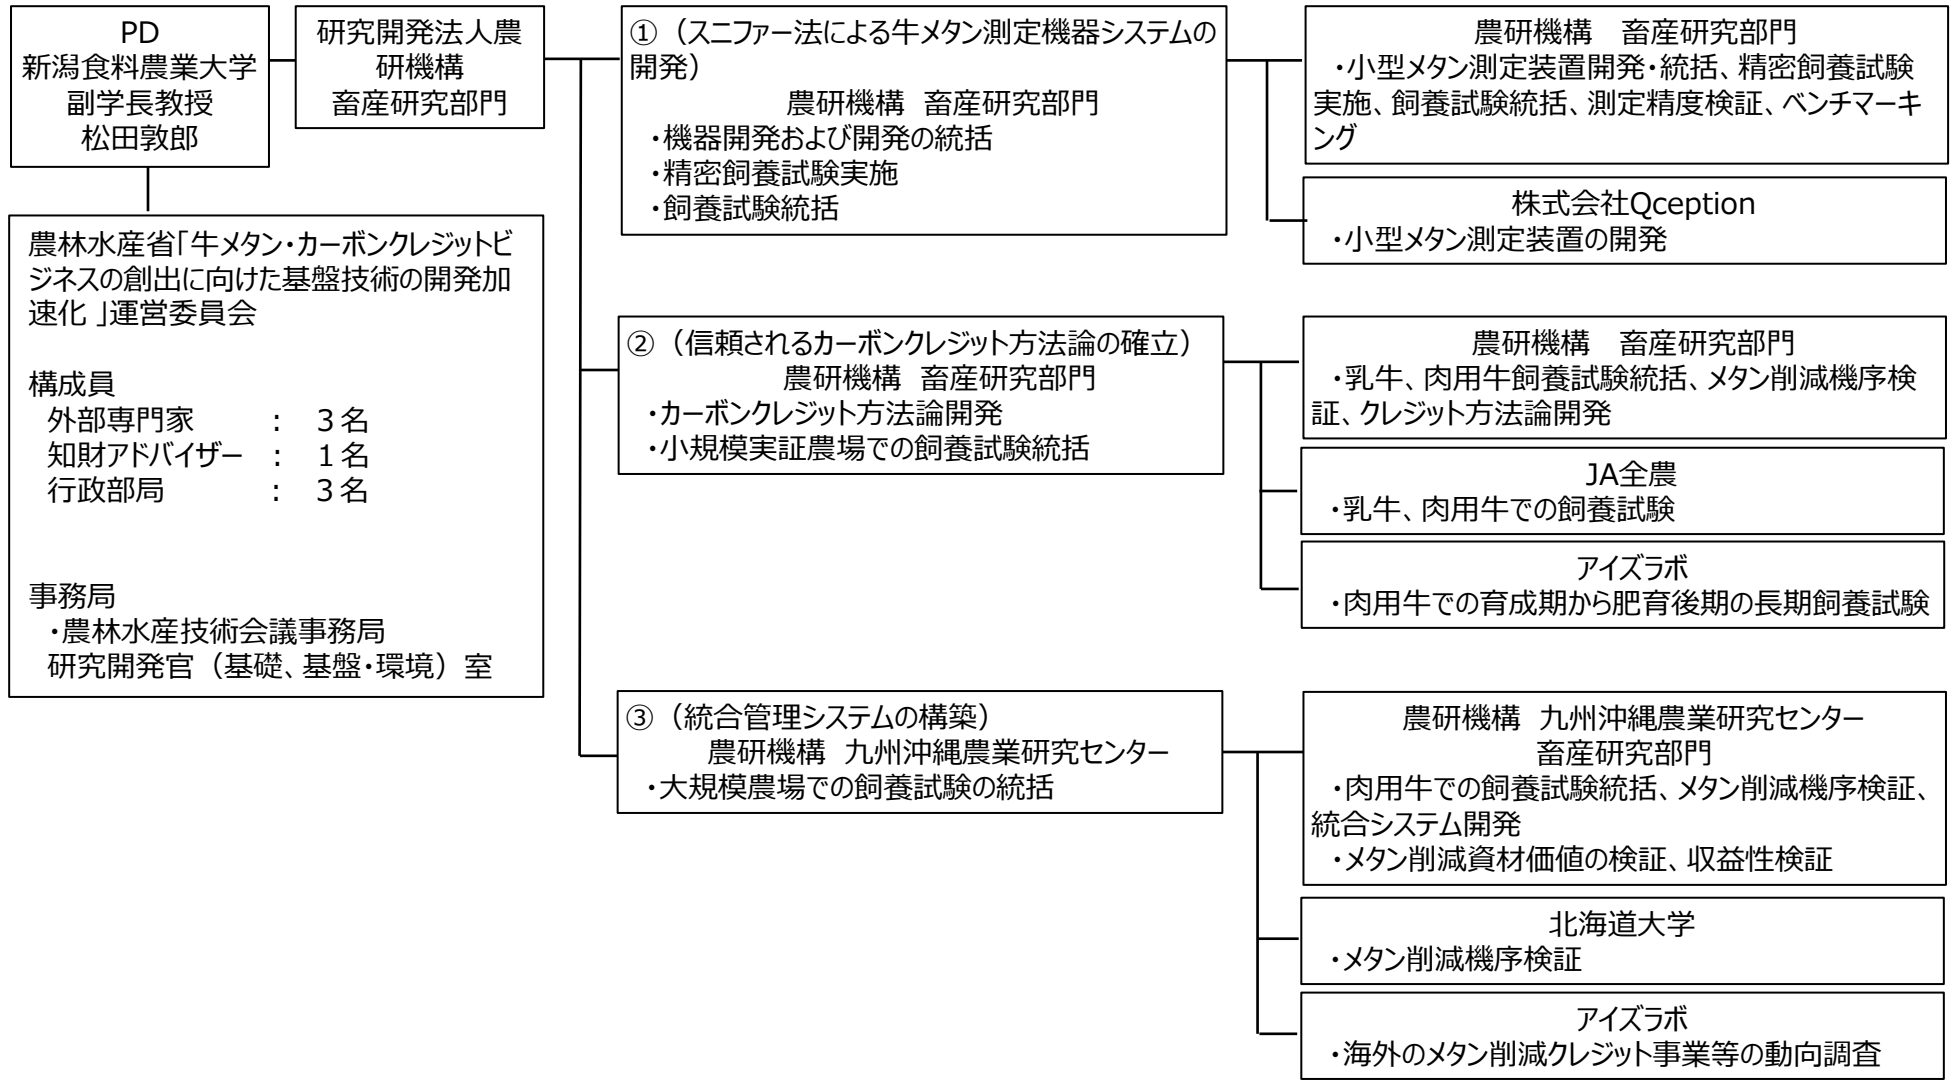 PD
新潟食料農業大学
副学長教授
松田敦郎
研究開発法人農
研機構
畜産研究部門
農林水産省「牛メタン・カーボンクレジットビ
ジネスの創出に向けた基盤技術の開発加
速化 」運営委員会
構成員
外部専門家 : 3名
知財アドバイザー : 1名
行政部局 : 3名
事務局
・農林水産技術会議事務局
研究開発官（基礎、基盤・環境）室
①（スニファー法による牛メタン測定機器システムの
開発）
農研機構 畜産研究部門
・機器開発および開発の統括
・精密飼養試験実施
・飼養試験統括
農研機構　畜産研究部門
・小型メタン測定装置開発・統括、精密飼養試験
実施、飼養試験統括、測定精度検証、ベンチマーキ
ング
株式会社Qception
・小型メタン測定装置の開発
②（信頼されるカーボンクレジット方法論の確立）
農研機構 畜産研究部門
・カーボンクレジット方法論開発
・小規模実証農場での飼養試験統括
農研機構　畜産研究部門
・乳牛、肉用牛飼養試験統括、メタン削減機序検
証、クレジット方法論開発
JA全農
・乳牛、肉用牛での飼養試験
アイズラボ
・肉用牛での育成期から肥育後期の長期飼養試験
③（統合管理システムの構築）
農研機構 九州沖縄農業研究センター
・大規模農場での飼養試験の統括
農研機構 九州沖縄農業研究センター
畜産研究部門
・肉用牛での飼養試験統括、メタン削減機序検証、
統合システム開発
・メタン削減資材価値の検証、収益性検証
北海道大学
・メタン削減機序検証
アイズラボ
・海外のメタン削減クレジット事業等の動向調査